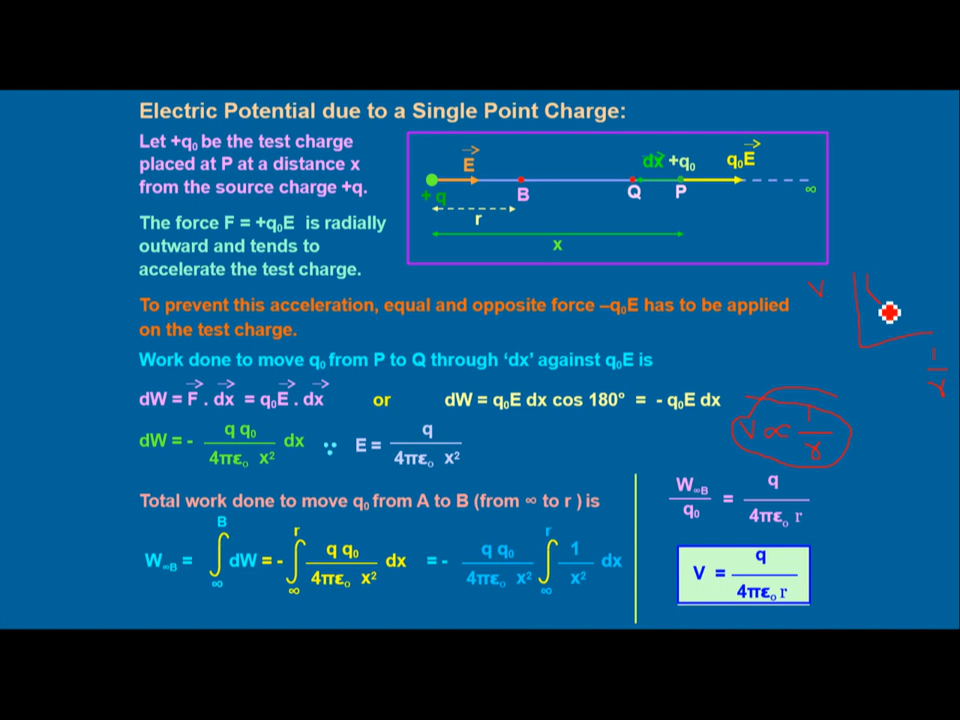 Electric Potential due to a Single Point Charge:
Let +q₀ be the test charge
placed at P at a distance x
from the source charge +q.
The force F = +q₀E is radially
outward and tends to
accelerate the test charge.
E dx +q₀ q₀E
+ q B Q P ∞
r
x
To prevent this acceleration, equal and opposite force –q₀E has to be applied
on the test charge.
Work done to move q₀ from P to Q through ‘dx’ against q₀E is
dW = F . dx = q₀E . dx or dW = q₀E dx cos 180° = - q₀E dx
dW = - q q₀ / 4πε₀ x² dx ∵ E = q / 4πε₀ x²
V
1/r
V ∝ 1/r
Total work done to move q₀ from A to B (from ∞ to r ) is
W∞B = ∫∞^B dW = - ∫∞^r q q₀ / 4πε₀ x² dx = - q q₀ / 4πε₀ x² ∫∞^r 1 / x² dx
W∞B / q₀ = q / 4πε₀ r
V = q / 4πε₀ r